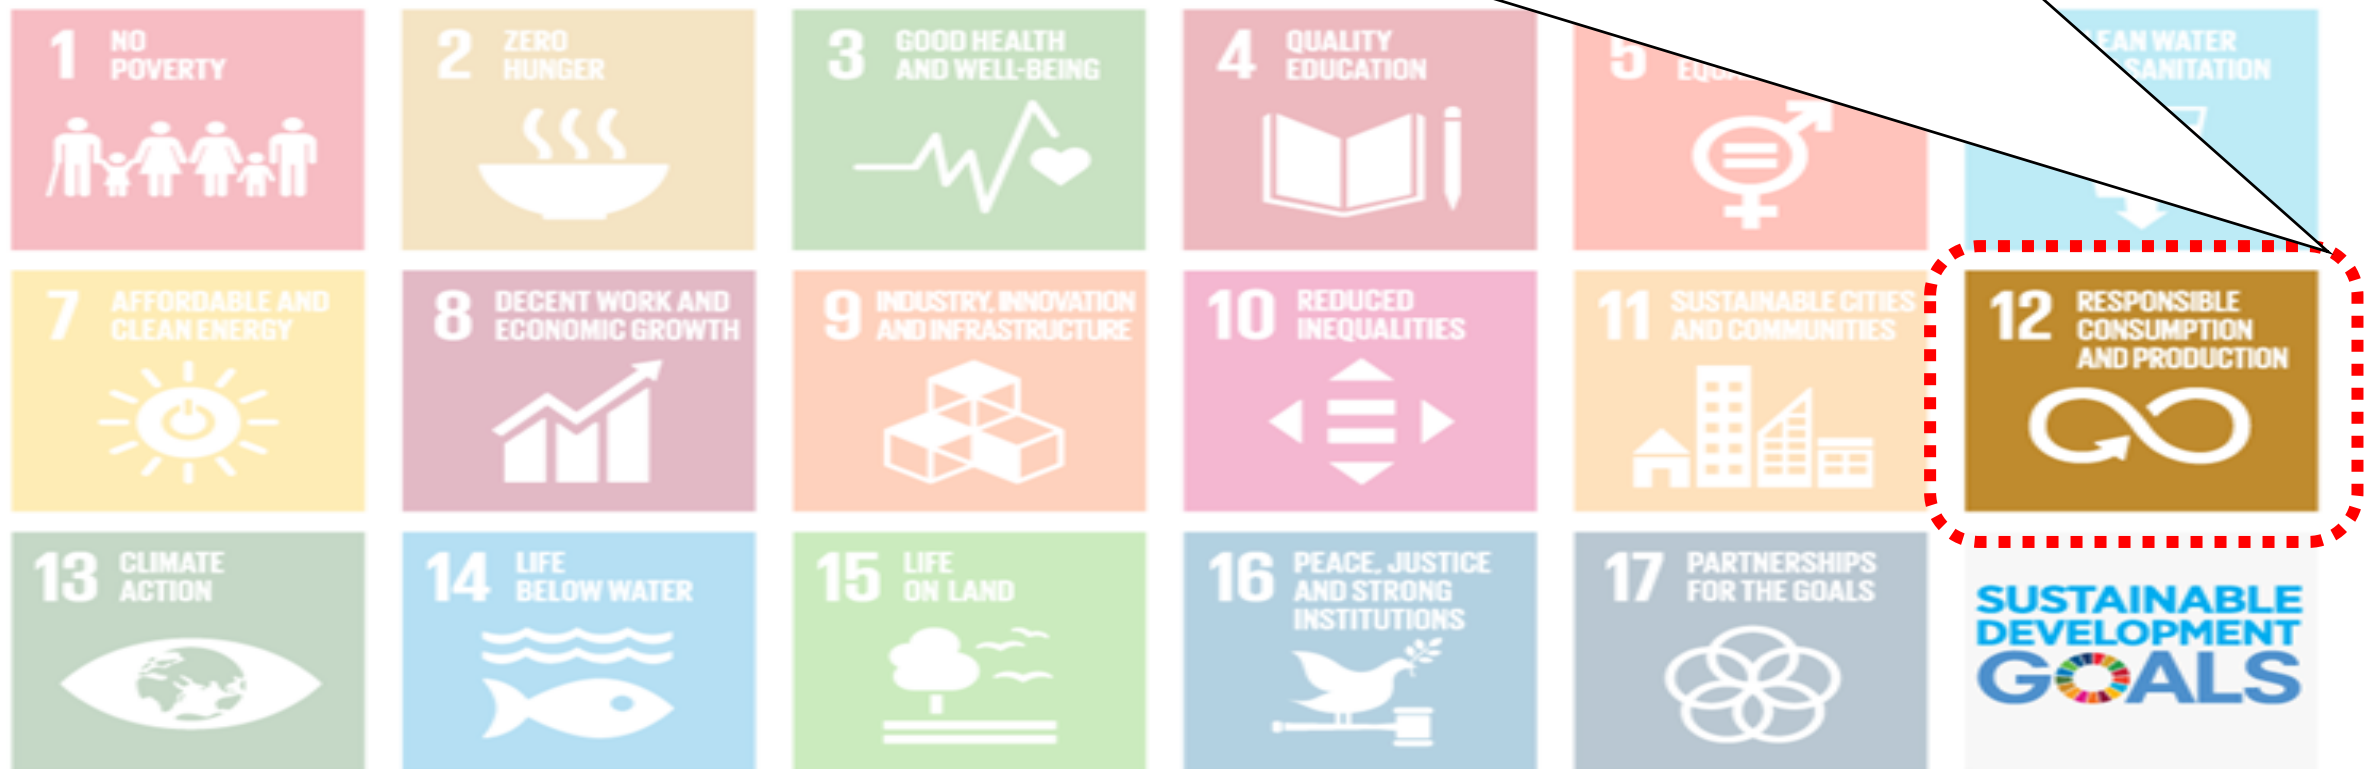 1 NO
POVERTY
2 ZERO
HUNGER
3 GOOD HEALTH
AND WELL-BEING
4 QUALITY
EDUCATION
5
EAN WATER
SANITATION
7 AFFORDABLE AND
CLEAN ENERGY
8 DECENT WORK AND
ECONOMIC GROWTH
9 INDUSTRY, INNOVATION
AND INFRASTRUCTURE
10 REDUCED
INEQUALITIES
11 SUSTAINABLE CITIES
AND COMMUNITIES
12 RESPONSIBLE
CONSUMPTION
AND PRODUCTION
13 CLIMATE
ACTION
14 LIFE
BELOW WATER
15 LIFE
ON LAND
16 PEACE, JUSTICE
AND STRONG
INSTITUTIONS
17 PARTNERSHIPS
FOR THE GOALS
SUSTAINABLE
DEVELOPMENT
GOALS